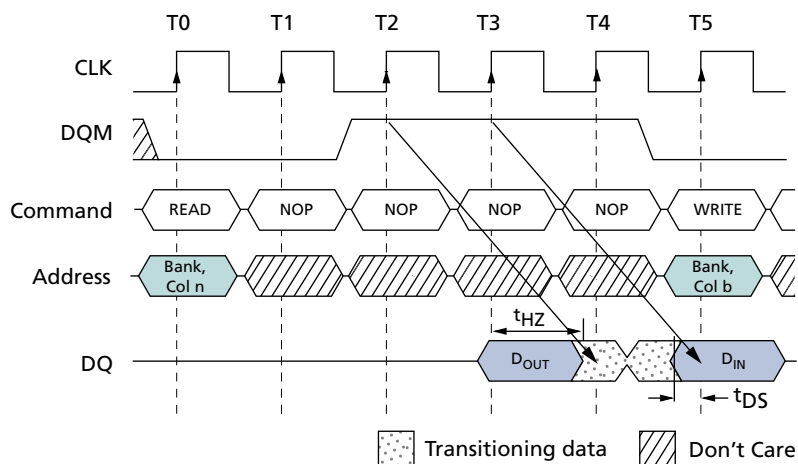 T0 T1 T2 T3 T4 T5
CLK
DQM
Command READ NOP NOP NOP NOP WRITE
Address Bank, Col n Bank, Col b
tHZ
DQ DOUT DIN
tDS
Transitioning data Don't Care